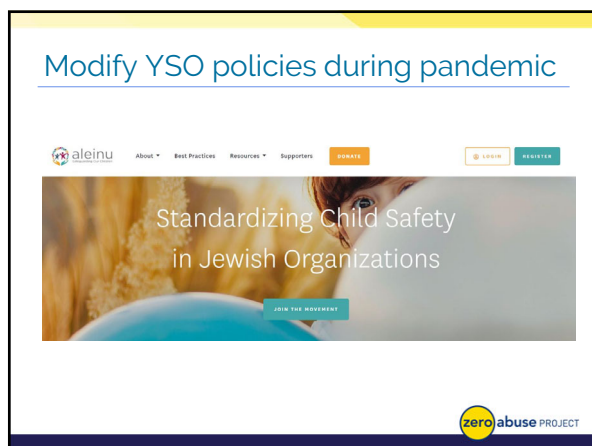 Modify YSO policies during pandemic
aleinu
About Best Practices Resources Supporters DONATE LOGIN REGISTER
Standardizing Child Safety
in Jewish Organizations
JOIN THE MOVEMENT
zero abuse PROJECT